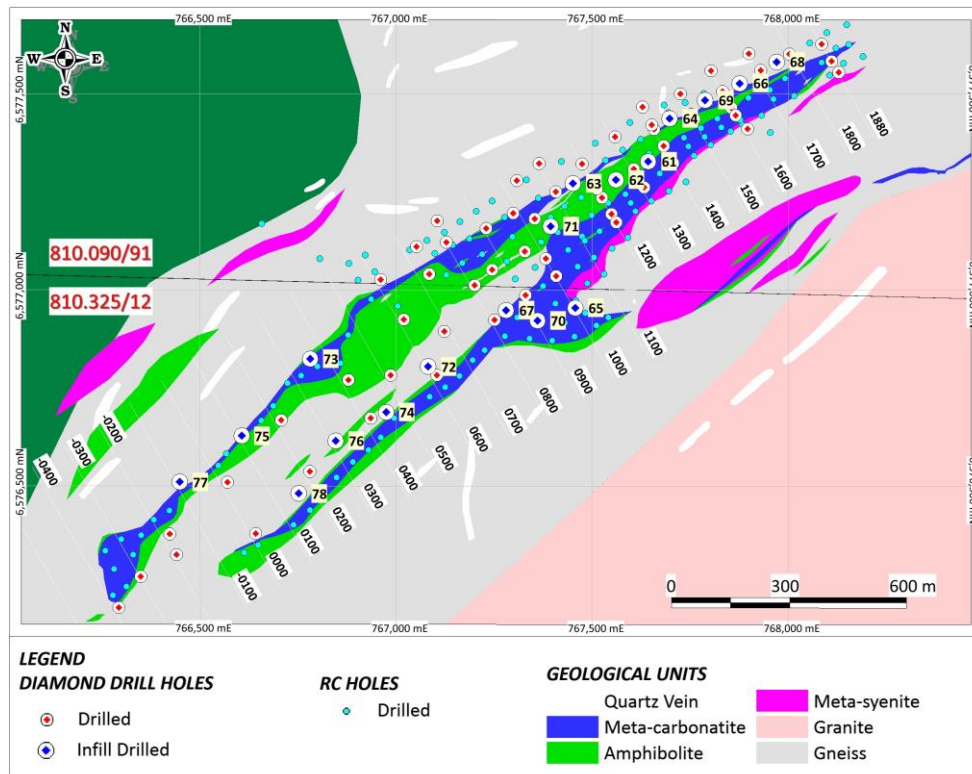 766,500 mE 767,000 mE 767,500 mE 768,000 mE
N
W E
S
6,577,500 mN
68
66
69
64
61
62
63
71
1880
1800
1700
1600
1500
1400
1300
1200
810.090/91
6,577,000 mN
810.325/12
67
70
65
1100
1000
0900
0800
0700
0600
0500
0400
0300
0200
0100
0000
-0100
73
72
74
75
76
77
78
-0200
-0300
-0400
6,576,500 mN
0 300 600 m
766,500 mE 767,000 mE 767,500 mE 768,000 mE
LEGEND
DIAMOND DRILL HOLES
Drilled
Infill Drilled
RC HOLES
Drilled
GEOLOGICAL UNITS
Quartz Vein
Meta-carbonatite
Amphibolite
Meta-syenite
Granite
Gneiss